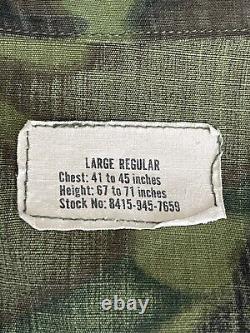 LARGE REGULAR
Chest: 41 to 45 inches
Height: 67 to 71 inches
Stock No: 8415-945-7659